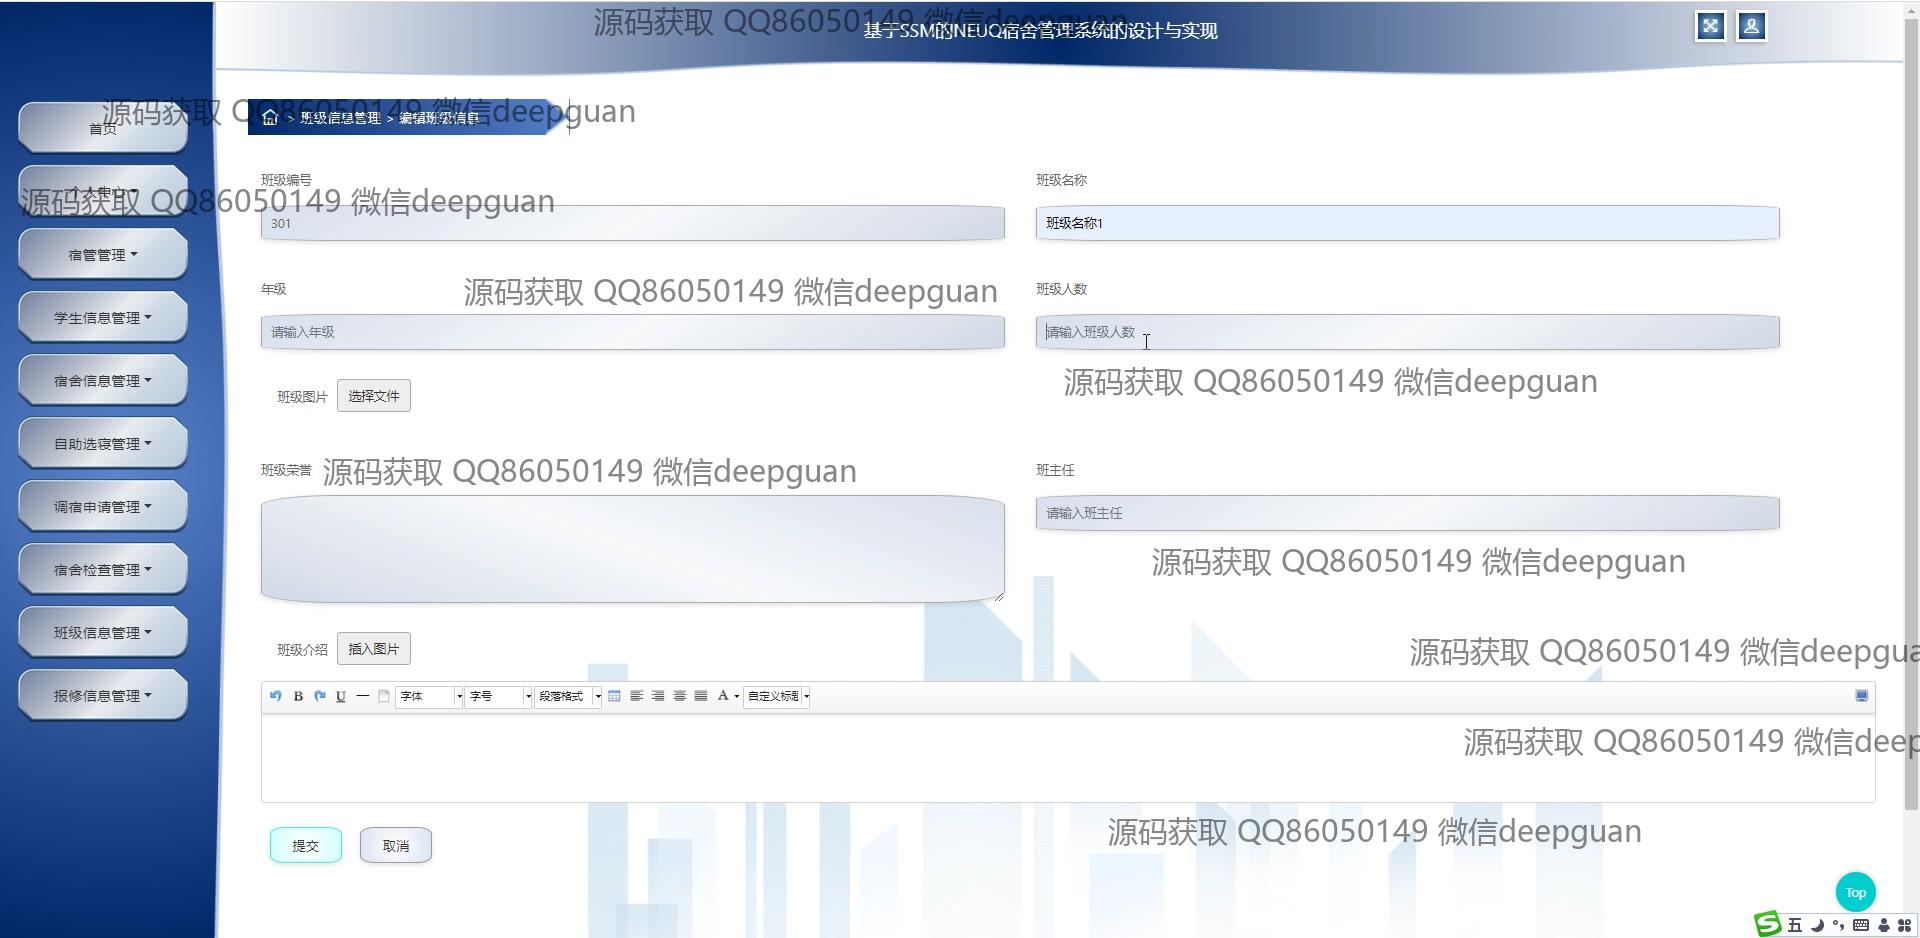 源码获取 QQ86050149 微信deepguan
基于SSM的NEUQ宿舍管理系统的设计与实现
源码获取 QQ86050149 微信deepguan
首页
> 班级信息管理 > 编辑班级信息
个人中心
源码获取 QQ86050149 微信deepguan
班级编号
班级名称
301
班级名称1
宿管管理
年级
源码获取 QQ86050149 微信deepguan
班级人数
学生信息管理
请输入年级
请输入班级人数
源码获取 QQ86050149 微信deepguan
宿舍信息管理
班级图片 选择文件
自助选寝管理
班级荣誉
源码获取 QQ86050149 微信deepguan
班主任
调宿申请管理
请输入班主任
源码获取 QQ86050149 微信deepguan
宿舍检查管理
班级信息管理
班级介绍 插入图片
源码获取 QQ86050149 微信deepgua
报修信息管理
B U 字体 字号 段落格式 A 自定义标题
源码获取 QQ86050149 微信deep
源码获取 QQ86050149 微信deepguan
提交 取消
Top
五